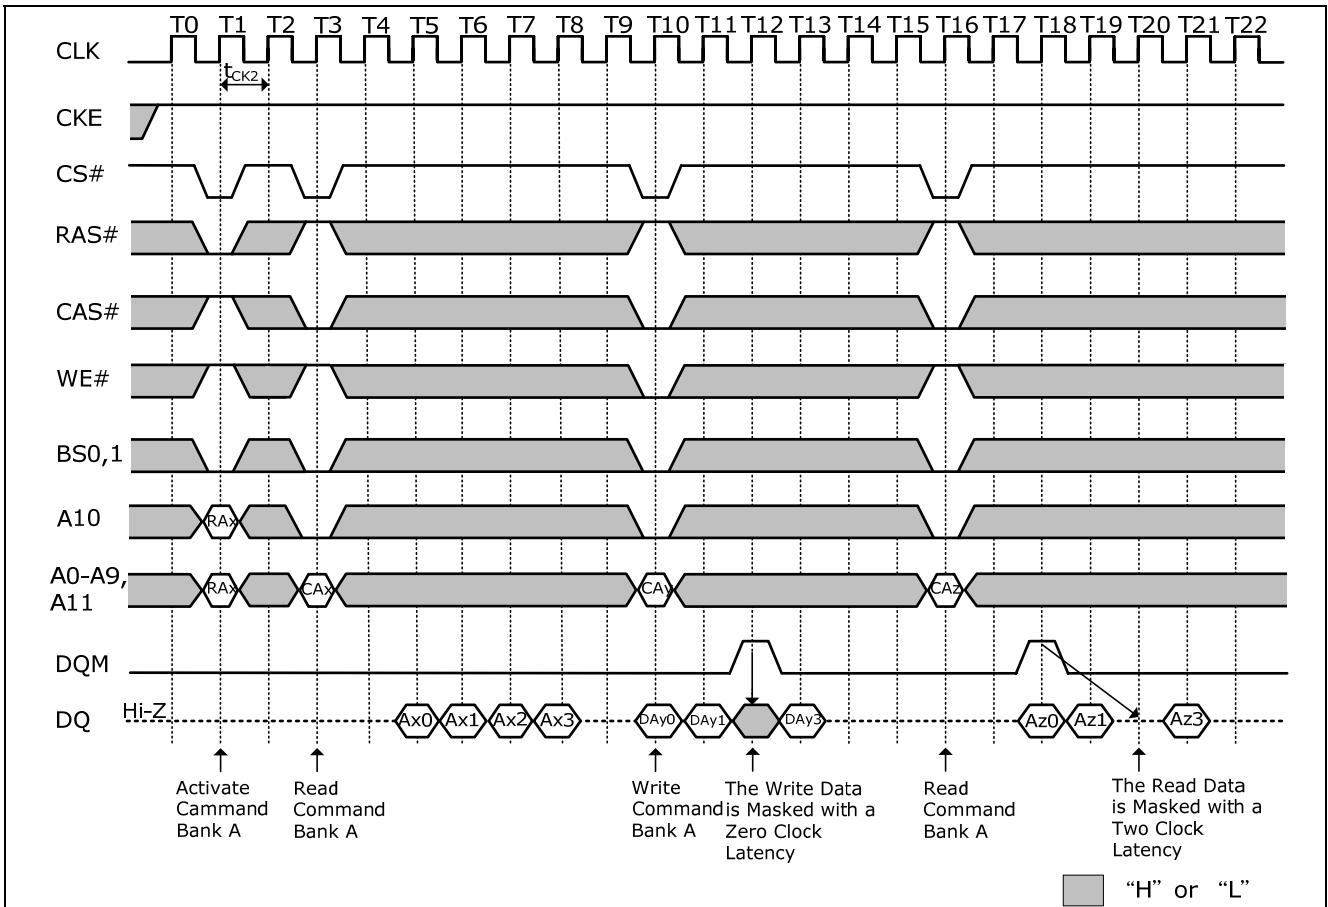 T0 T1 T2 T3 T4 T5 T6 T7 T8 T9 T10 T11 T12 T13 T14 T15 T16 T17 T18 T19 T20 T21 T22
CLK
tCK2
CKE
CS#
RAS#
CAS#
WE#
BS0,1
A10
RAx
A0-A9,
A11
RAx CAx CAy CAz
DQM
DQ
Hi-Z
Ax0 Ax1 Ax2 Ax3 DAy0 DAy1 DAy3 Az0 Az1 Az3
Activate
Cammand
Bank A
Read
Command
Bank A
Write
Command
Bank A
The Write Data
is Masked with a
Zero Clock
Latency
Read
Command
Bank A
The Read Data
is Masked with a
Two Clock
Latency
“H” or “L”